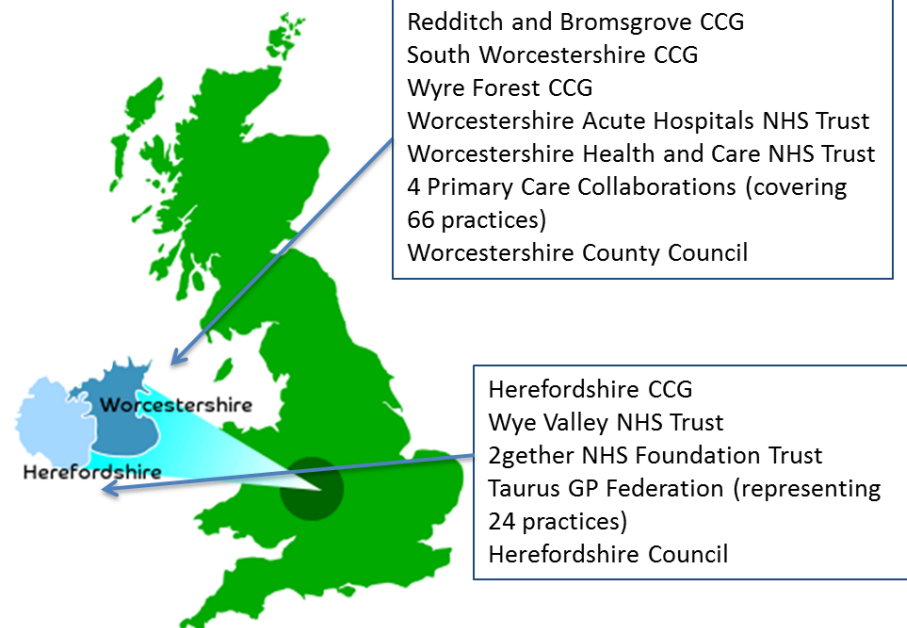 Redditch and Bromsgrove CCG
South Worcestershire CCG
Wyre Forest CCG
Worcestershire Acute Hospitals NHS Trust
Worcestershire Health and Care NHS Trust
4 Primary Care Collaborations (covering
66 practices)
Worcestershire County Council
Worcestershire
Herefordshire
Herefordshire CCG
Wye Valley NHS Trust
2gether NHS Foundation Trust
Taurus GP Federation (representing
24 practices)
Herefordshire Council